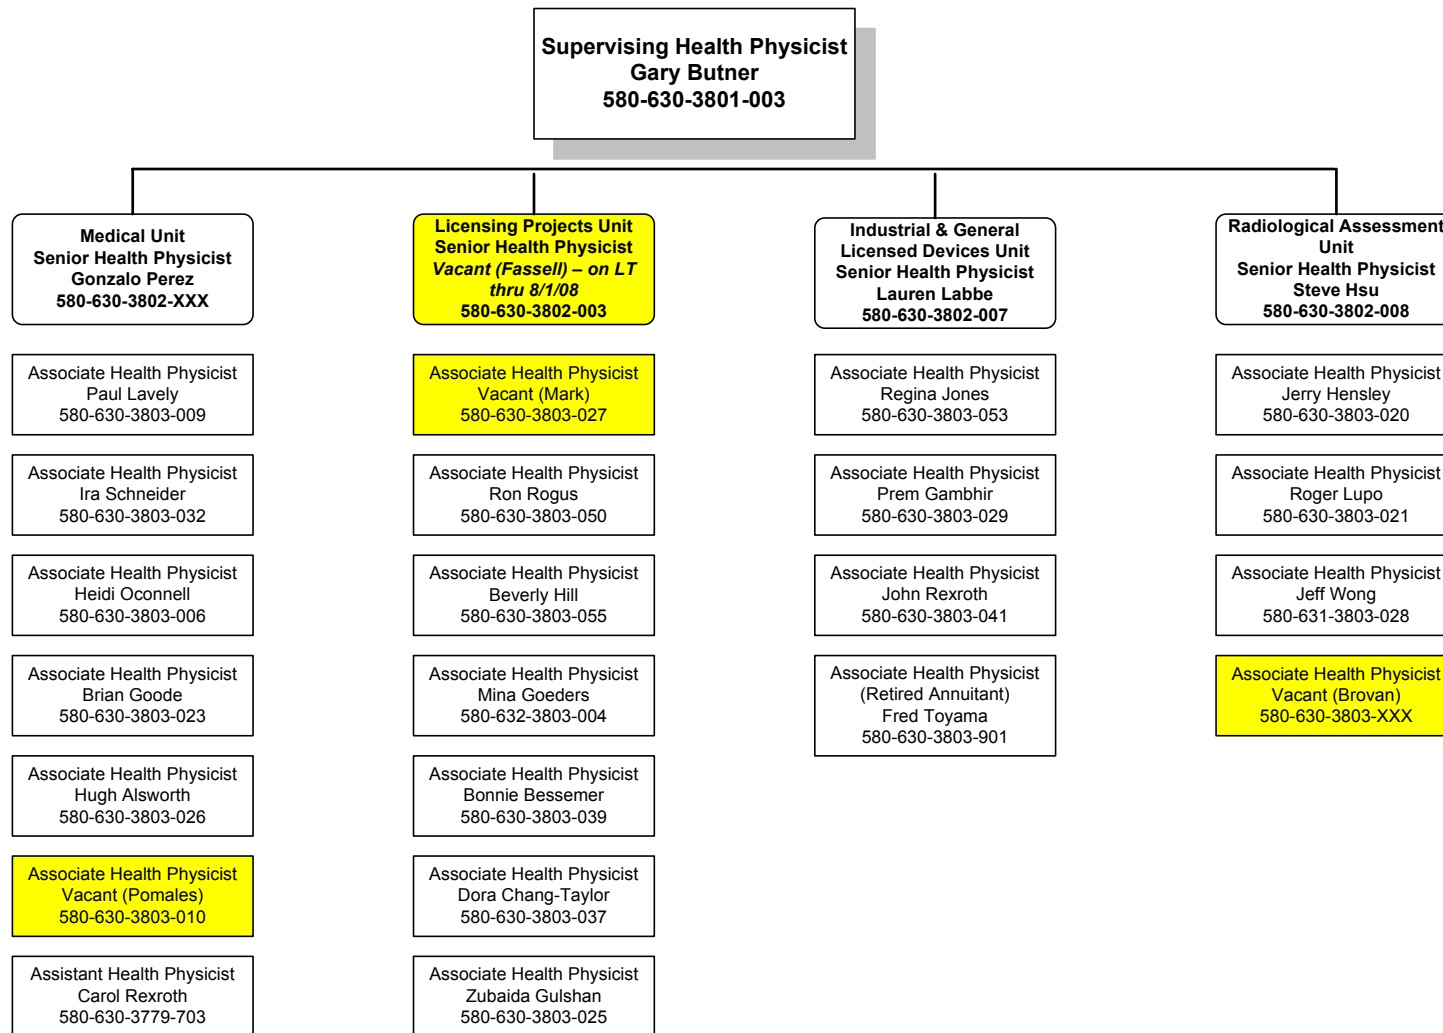 Supervising Health Physicist
Gary Butner
580-630-3801-003
Medical Unit
Senior Health Physicist
Gonzalo Perez
580-630-3802-XXX
Licensing Projects Unit
Senior Health Physicist
Vacant (Fassell) – on LT
thru 8/1/08
580-630-3802-003
Industrial & General
Licensed Devices Unit
Senior Health Physicist
Lauren Labbe
580-630-3802-007
Radiological Assessment
Unit
Senior Health Physicist
Steve Hsu
580-630-3802-008
Associate Health Physicist
Paul Lavely
580-630-3803-009
Associate Health Physicist
Ira Schneider
580-630-3803-032
Associate Health Physicist
Heidi Oconnell
580-630-3803-006
Associate Health Physicist
Brian Goode
580-630-3803-023
Associate Health Physicist
Hugh Alsworth
580-630-3803-026
Associate Health Physicist
Vacant (Pomales)
580-630-3803-010
Assistant Health Physicist
Carol Rexroth
580-630-3779-703
Associate Health Physicist
Vacant (Mark)
580-630-3803-027
Associate Health Physicist
Ron Rogus
580-630-3803-050
Associate Health Physicist
Beverly Hill
580-630-3803-055
Associate Health Physicist
Mina Goeders
580-632-3803-004
Associate Health Physicist
Bonnie Bessemer
580-630-3803-039
Associate Health Physicist
Dora Chang-Taylor
580-630-3803-037
Associate Health Physicist
Zubaida Gulshan
580-630-3803-025
Associate Health Physicist
Regina Jones
580-630-3803-053
Associate Health Physicist
Prem Gambhir
580-630-3803-029
Associate Health Physicist
John Rexroth
580-630-3803-041
Associate Health Physicist
(Retired Annuitant)
Fred Toyama
580-630-3803-901
Associate Health Physicist
Jerry Hensley
580-630-3803-020
Associate Health Physicist
Roger Lupo
580-630-3803-021
Associate Health Physicist
Jeff Wong
580-631-3803-028
Associate Health Physicist
Vacant (Brovan)
580-630-3803-XXX